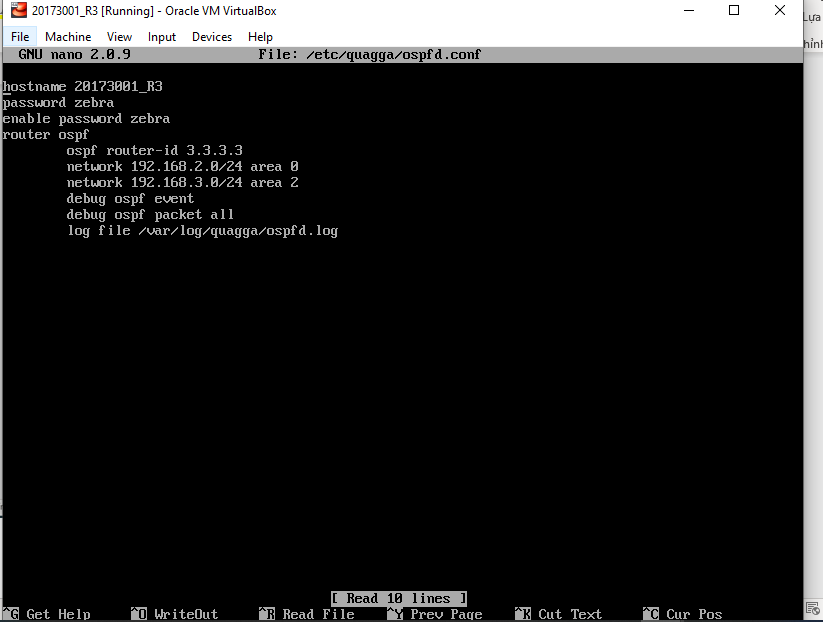 20173001_R3 [Running] - Oracle VM VirtualBox
File Machine View Input Devices Help
GNU nano 2.0.9 File: /etc/quagga/ospfd.conf
hostname 20173001_R3
password zebra
enable password zebra
router ospf
ospf router-id 3.3.3.3
network 192.168.2.0/24 area 0
network 192.168.3.0/24 area 2
debug ospf event
debug ospf packet all
log file /var/log/quagga/ospfd.log
[ Read 10 lines ]
^G Get Help ^O WriteOut ^R Read File ^Y Prev Page ^K Cut Text ^C Cur Pos